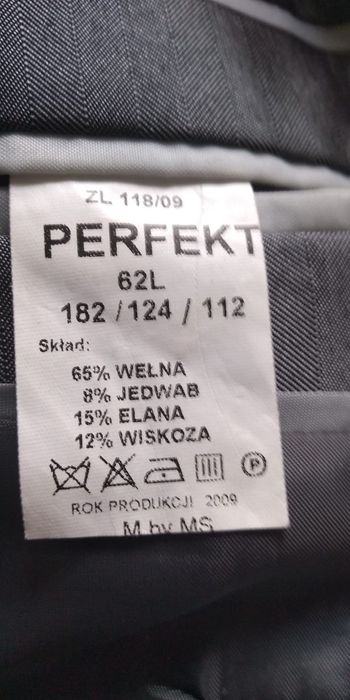 ZL 118/09
PERFEKT
62L
182 / 124 / 112
Skład:
65% WEŁNA
8% JEDWAB
15% ELANA
12% WISKOZA
P
ROK PRODUKCJI 2009
M by MS